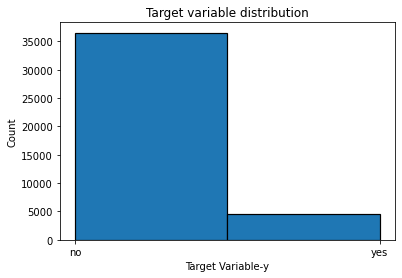 Target variable distribution
Count
35000
30000
25000
20000
15000
10000
5000
0
no yes
Target Variable-y